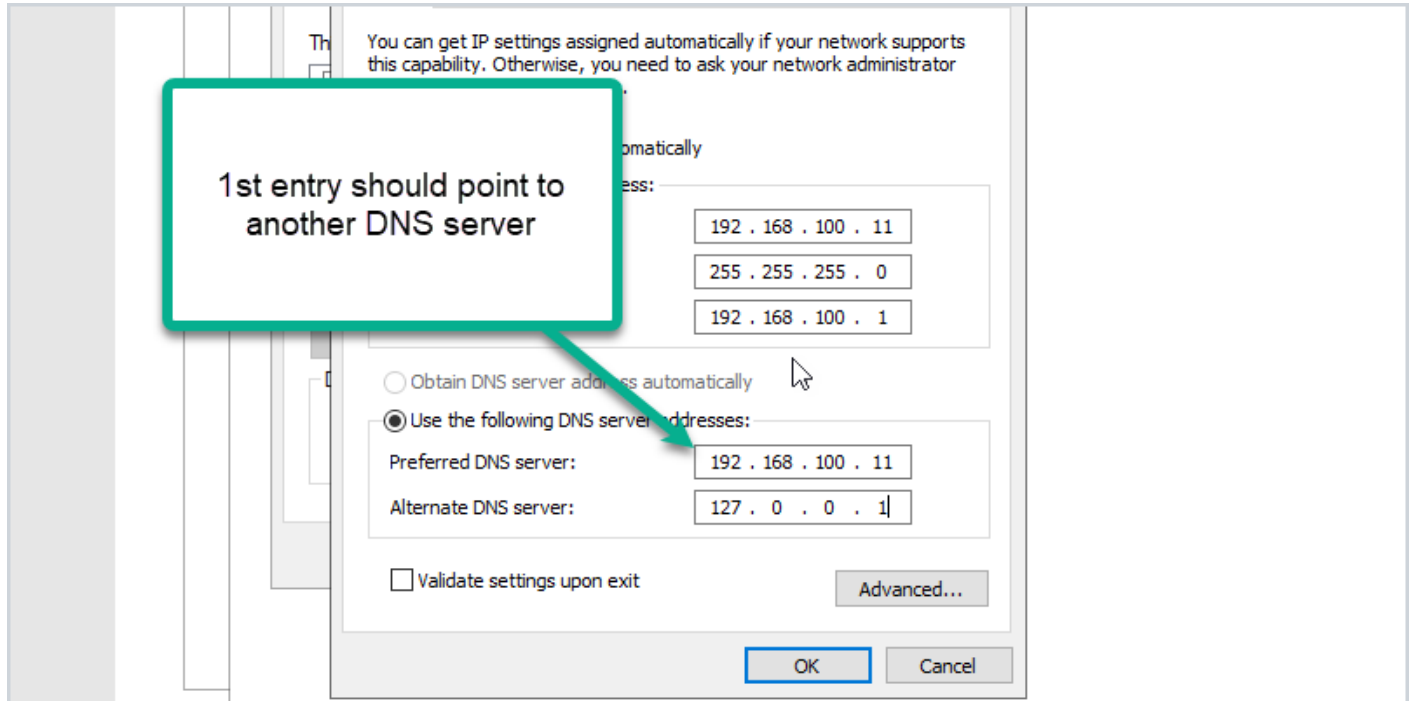 Th
You can get IP settings assigned automatically if your network supports
this capability. Otherwise, you need to ask your network administrator
1st entry should point to
another DNS server
192 . 168 . 100 . 11
255 . 255 . 255 . 0
192 . 168 . 100 . 1
Obtain DNS server address automatically
Use the following DNS server addresses:
Preferred DNS server: 192 . 168 . 100 . 11
Alternate DNS server: 127 . 0 . 0 . 1
Validate settings upon exit
Advanced...
OK Cancel